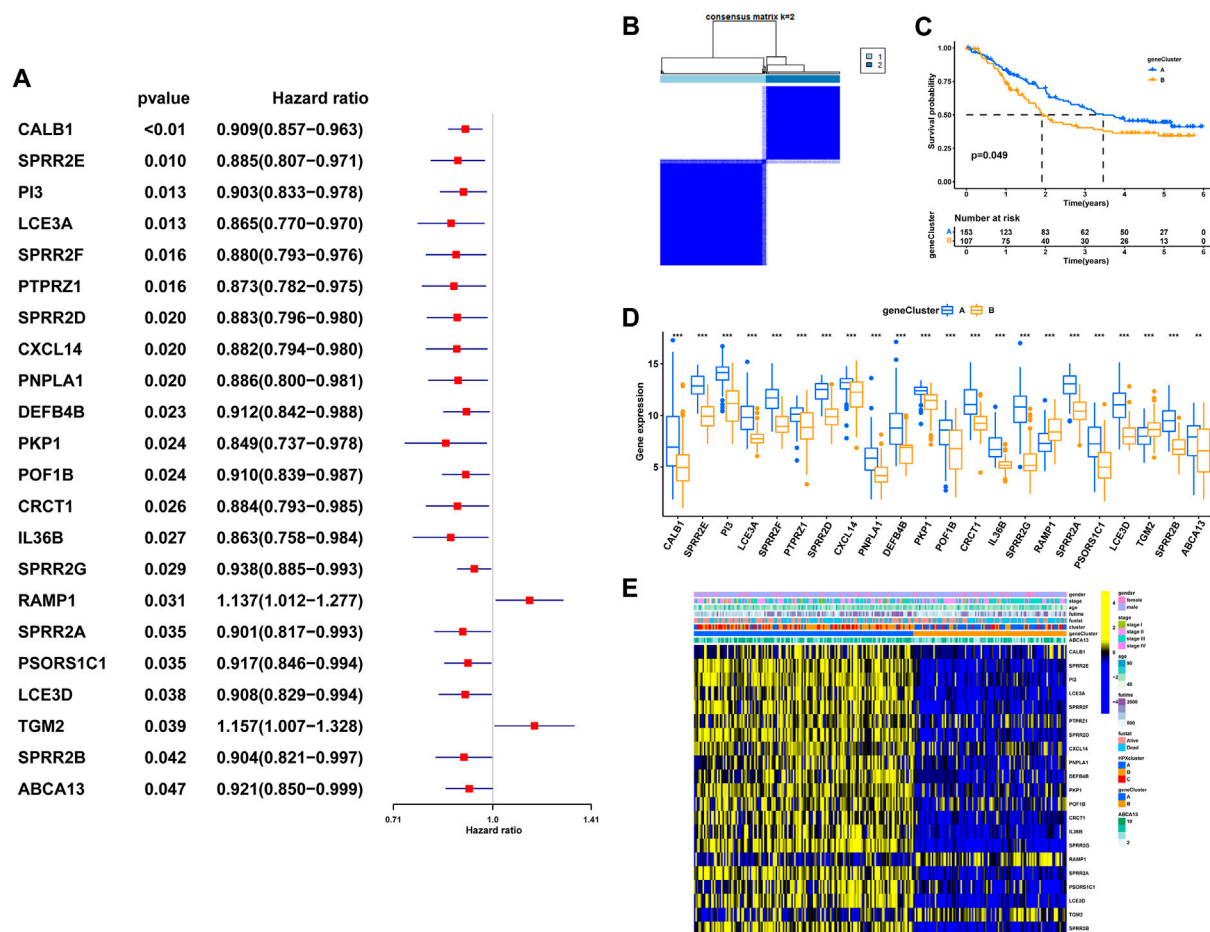 A
pvalue Hazard ratio
CALB1 <0.01 0.909(0.857−0.963)
SPRR2E 0.010 0.885(0.807−0.971)
PI3 0.013 0.903(0.833−0.978)
LCE3A 0.013 0.865(0.770−0.970)
SPRR2F 0.016 0.880(0.793−0.976)
PTPRZ1 0.016 0.873(0.782−0.975)
SPRR2D 0.020 0.883(0.796−0.980)
CXCL14 0.020 0.882(0.794−0.980)
PNPLA1 0.020 0.886(0.800−0.981)
DEFB4B 0.023 0.912(0.842−0.988)
PKP1 0.024 0.849(0.737−0.978)
POF1B 0.024 0.910(0.839−0.987)
CRCT1 0.026 0.884(0.793−0.985)
IL36B 0.027 0.863(0.758−0.984)
SPRR2G 0.029 0.938(0.885−0.993)
RAMP1 0.031 1.137(1.012−1.277)
SPRR2A 0.035 0.901(0.817−0.993)
PSORS1C1 0.035 0.917(0.846−0.994)
LCE3D 0.038 0.908(0.829−0.994)
TGM2 0.039 1.157(1.007−1.328)
SPRR2B 0.042 0.904(0.821−0.997)
ABCA13 0.047 0.921(0.850−0.999)
0.71 1.0 1.41
Hazard ratio
B
consensus matrix k=2
1
2
C
geneCluster
A
B
Survival probability
1.00
0.75
0.50
0.25
0.00
p=0.049
0 1 2 3 4 5 6
Time(years)
Number at risk
geneCluster
A 153 123 83 62 50 27 0
B 107 75 40 30 26 13 0
0 1 2 3 4 5 6
Time(years)
D
geneCluster A B
*** *** *** *** *** *** *** *** *** *** *** *** *** *** *** *** *** *** *** *** *** **
Gene expression
15
10
5
CALB1 SPRR2E PI3 LCE3A SPRR2F PTPRZ1 SPRR2D CXCL14 PNPLA1 DEFB4B PKP1 POF1B CRCT1 IL36B SPRR2G RAMP1 SPRR2A PSORS1C1 LCE3D TGM2 SPRR2B ABCA13
E
gender
stage
age
futime
fustat
cluster
geneCluster
ABCA13
CALB1
SPRR2E
PI3
LCE3A
SPRR2F
PTPRZ1
SPRR2D
CXCL14
PNPLA1
DEFB4B
PKP1
POF1B
CRCT1
IL36B
SPRR2G
RAMP1
SPRR2A
PSORS1C1
LCE3D
TGM2
SPRR2B
4
2
0
−2
−4
gender
female
male
stage
stage I
stage II
stage III
stage IV
age
90
40
futime
2000
500
fustat
Alive
Dead
HPXcluster
A
B
C
geneCluster
A
B
ABCA13
10
2